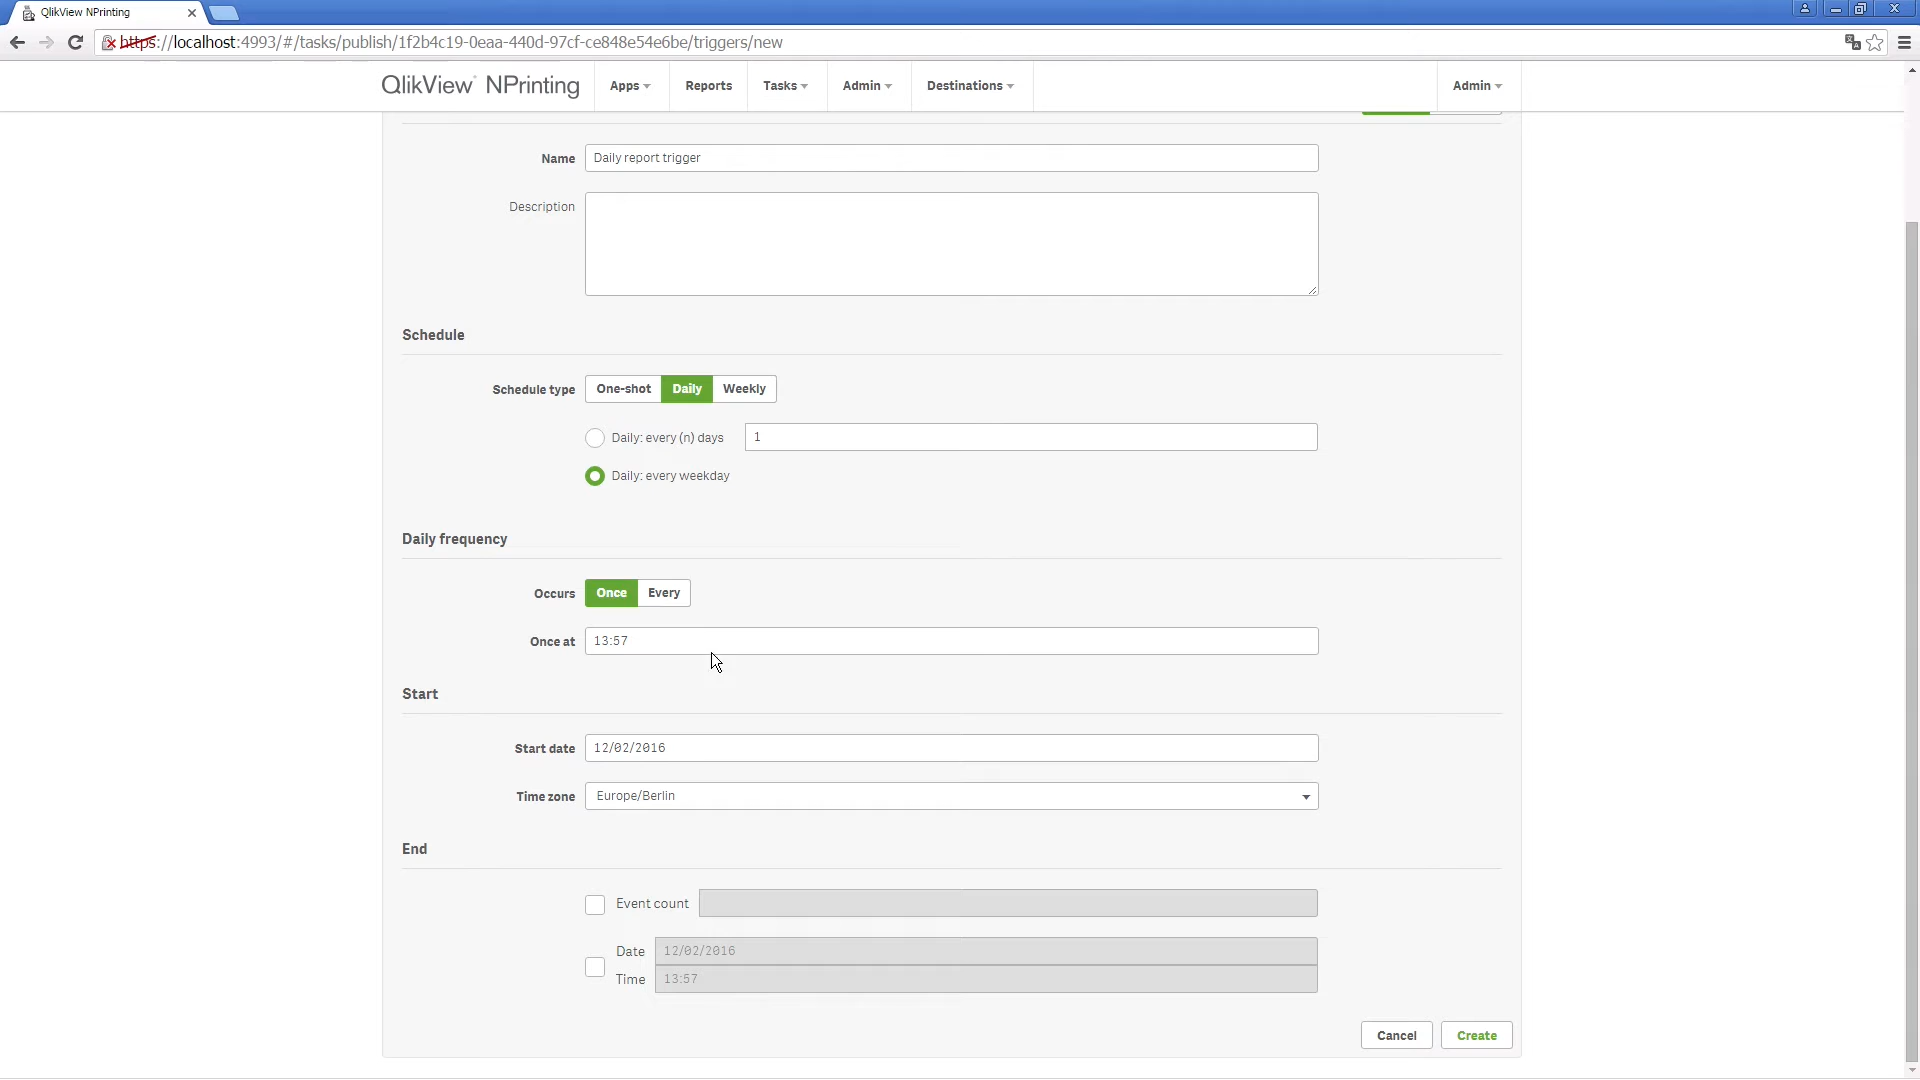 QlikView NPrinting
https://localhost:4993/#/tasks/publish/1f2b4c19-0eaa-440d-97cf-ce848e54e6be/triggers/new
QlikView NPrinting Apps Reports Tasks Admin Destinations Admin
Name Daily report trigger
Description
Schedule
Schedule type One-shot Daily Weekly
Daily: every (n) days 1
Daily: every weekday
Daily frequency
Occurs Once Every
Once at 13:57
Start
Start date 12/02/2016
Time zone Europe/Berlin
End
Event count
Date 12/02/2016
Time 13:57
Cancel Create